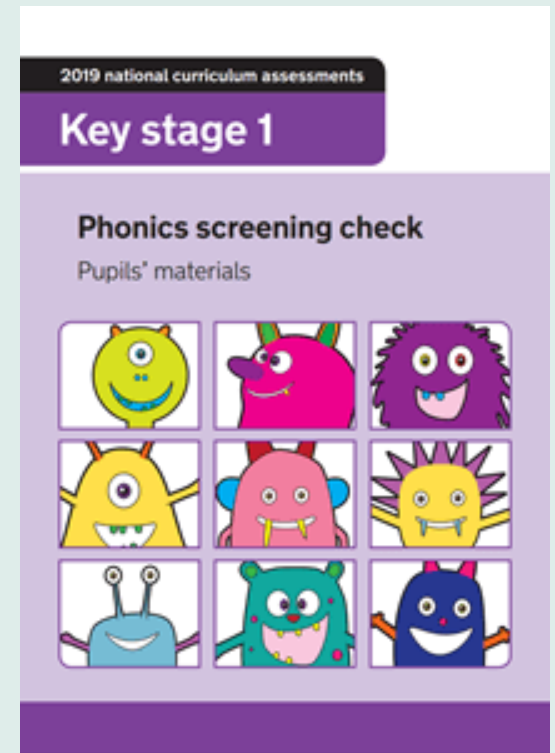 2019 national curriculum assessments
Key stage 1
Phonics screening check
Pupils' materials